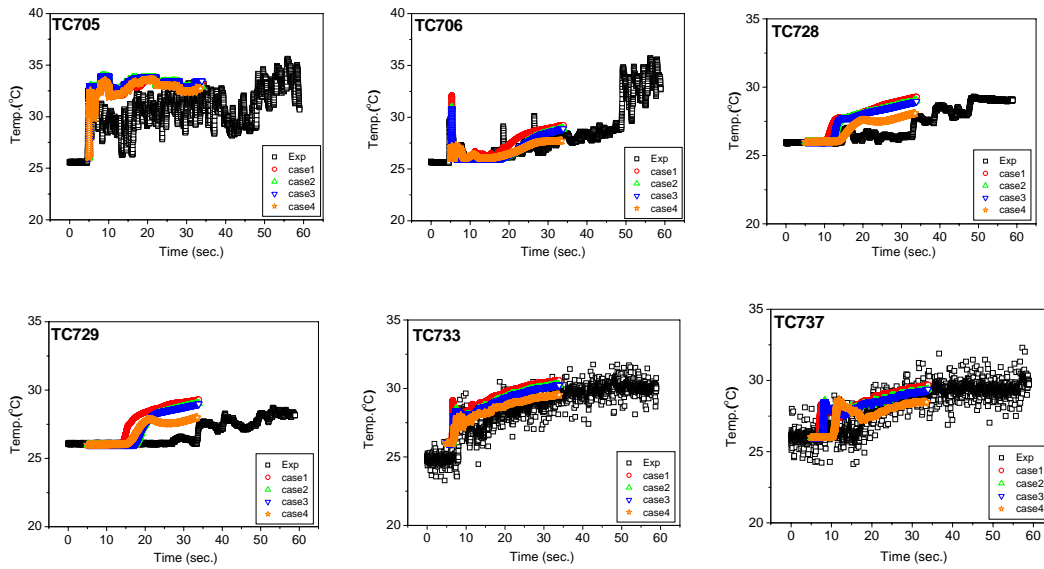 TC705
Temp.(°C)
40
35
30
25
20
0 10 20 30 40 50 60
Time (sec.)
Exp
case1
case2
case3
case4
TC706
Temp.(°C)
40
35
30
25
20
0 10 20 30 40 50 60
Time (sec.)
Exp
case1
case2
case3
case4
TC728
Temp.(°C)
35
30
25
20
0 10 20 30 40 50 60
Time (sec.)
Exp
case1
case2
case3
case4
TC729
Temp.(°C)
35
30
25
20
0 10 20 30 40 50 60
Time (sec.)
Exp
case1
case2
case3
case4
TC733
Temp.(°C)
35
30
25
20
0 10 20 30 40 50 60
Time (sec.)
Exp
case1
case2
case3
case4
TC737
Temp.(°C)
35
30
25
20
0 10 20 30 40 50 60
Time (sec.)
Exp
case1
case2
case3
case4